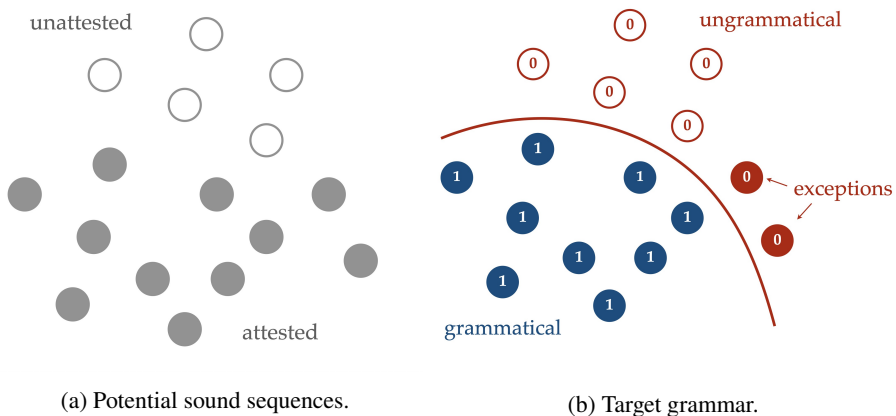 unattested
attested
(a) Potential sound sequences.
ungrammatical
0
0
0
0
0
1
1
1
0
exceptions
1
1
0
1
1
1
1
grammatical
(b) Target grammar.